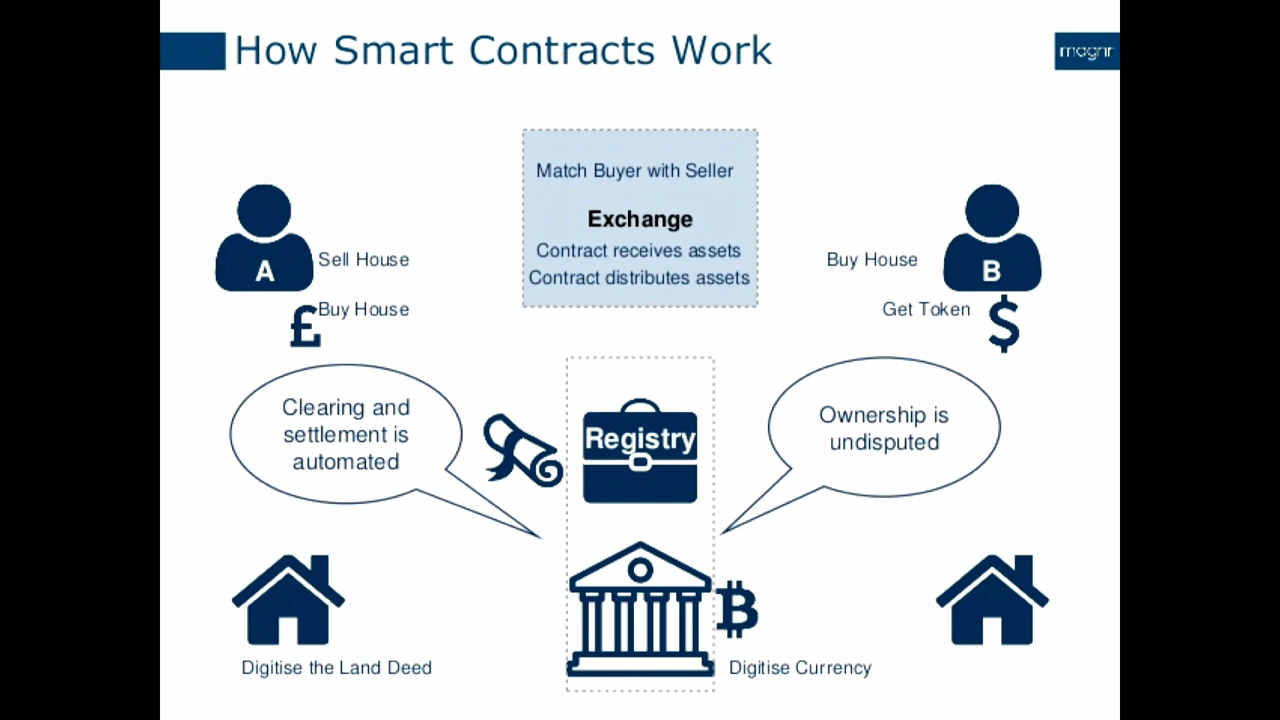 How Smart Contracts Work
magnr
Match Buyer with Seller
Exchange
Contract receives assets
Contract distributes assets
A
Sell House
£
Buy House
Buy House
B
Get Token
$
Clearing and
settlement is
automated
Registry
Ownership is
undisputed
Digitise the Land Deed
Digitise Currency